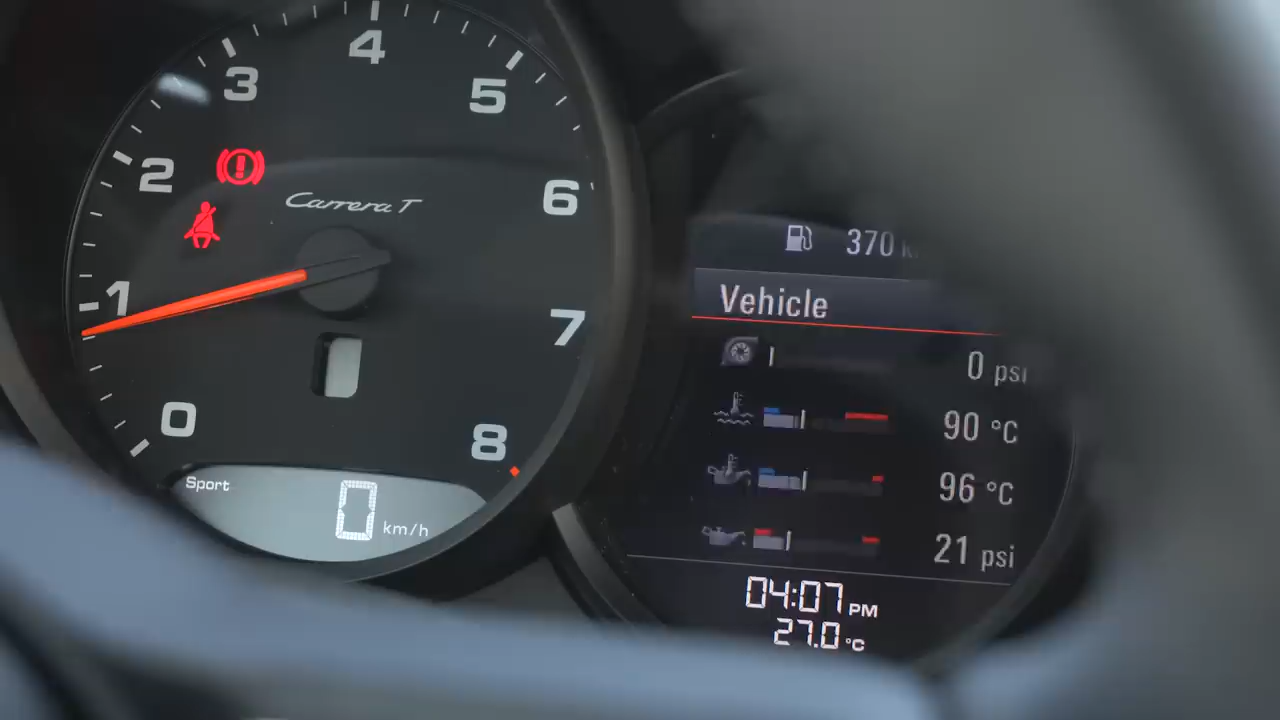 4
3
5
2
6
Carrera T
1
7
0
8
Sport
0 km/h
370
Vehicle
0 psi
90 °C
96 °C
21 psi
04:07 PM
27.0 °C